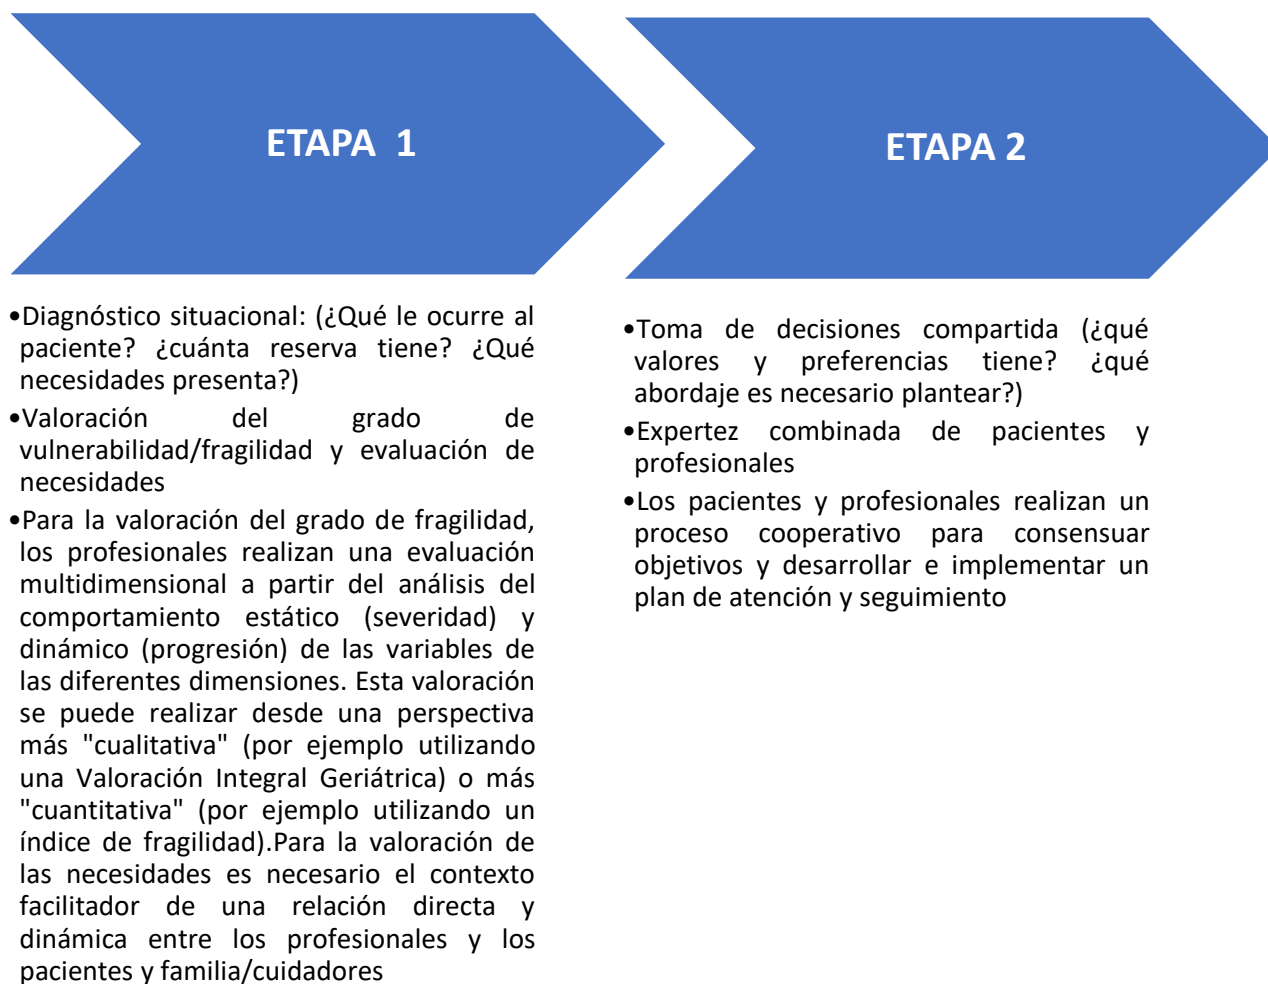 ETAPA 1
•Diagnóstico situacional: (¿Qué le ocurre al
paciente? ¿cuánta reserva tiene? ¿Qué
necesidades presenta?)
•Valoración del grado de
vulnerabilidad/fragilidad y evaluación de
necesidades
•Para la valoración del grado de fragilidad,
los profesionales realizan una evaluación
multidimensional a partir del análisis del
comportamiento estático (severidad) y
dinámico (progresión) de las variables de
las diferentes dimensiones. Esta valoración
se puede realizar desde una perspectiva
más "cualitativa" (por ejemplo utilizando
una Valoración Integral Geriátrica) o más
"cuantitativa" (por ejemplo utilizando un
índice de fragilidad).Para la valoración de
las necesidades es necesario el contexto
facilitador de una relación directa y
dinámica entre los profesionales y los
pacientes y familia/cuidadores
ETAPA 2
•Toma de decisiones compartida (¿qué
valores y preferencias tiene? ¿qué
abordaje es necesario plantear?)
•Expertez combinada de pacientes y
profesionales
•Los pacientes y profesionales realizan un
proceso cooperativo para consensuar
objetivos y desarrollar e implementar un
plan de atención y seguimiento